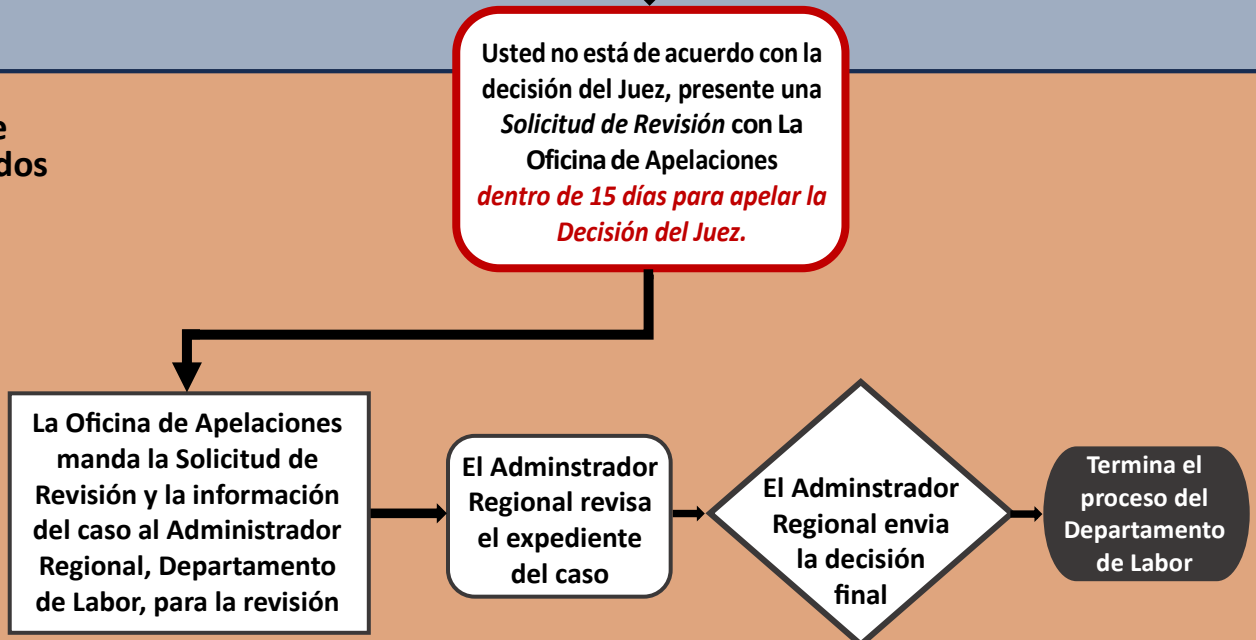 Usted no está de acuerdo con la
decisión del Juez, presente una
Solicitud de Revisión con La
Oficina de Apelaciones
dentro de 15 días para apelar la
Decisión del Juez.
e
dos
La Oficina de Apelaciones
manda la Solicitud de
Revisión y la información
del caso al Administrador
Regional, Departamento
de Labor, para la revisión
El Adminstrador
Regional revisa
el expediente
del caso
El Adminstrador
Regional envia
la decisión
final
Termina el
proceso del
Departamento
de Labor